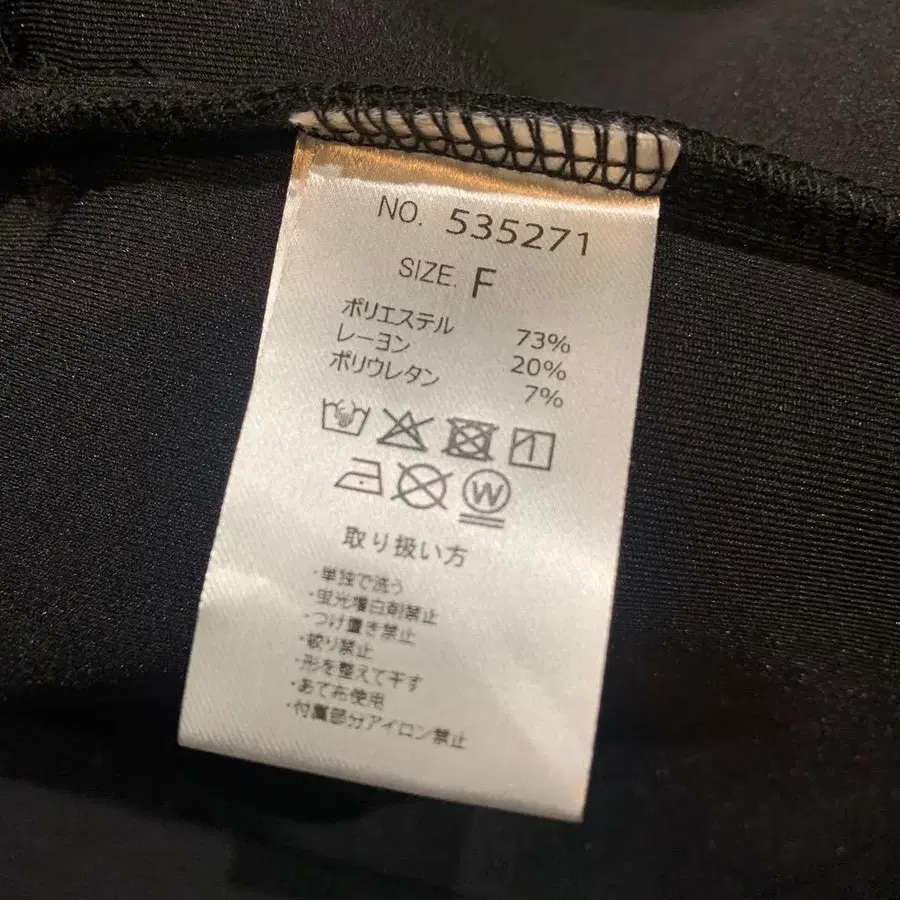 NO. 535271
SIZE. F
ポリエステル 73%
レーヨン 20%
ポリウレタン 7%
W
取り扱い方
・単独で洗う
・蛍光増白剤禁止
・つけ置き禁止
・絞り禁止
・形を整えて干す
・あて布使用
・付属部分アイロン禁止